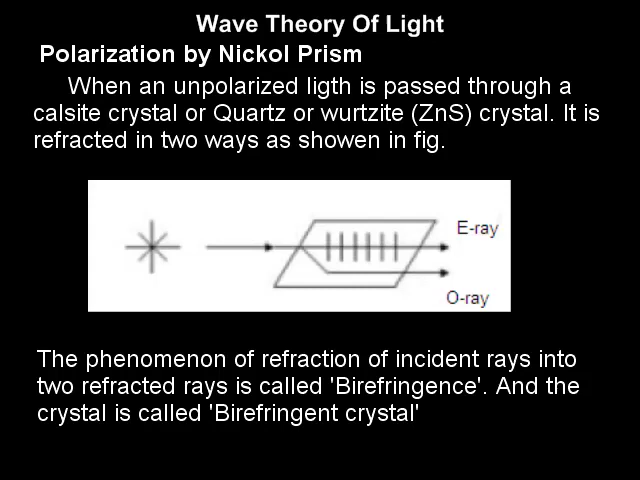 Wave Theory Of Light
Polarization by Nickol Prism
When an unpolarized ligth is passed through a
calsite crystal or Quartz or wurtzite (ZnS) crystal. It is
refracted in two ways as showen in fig.
E-ray
O-ray
The phenomenon of refraction of incident rays into
two refracted rays is called 'Birefringence'. And the
crystal is called 'Birefringent crystal'